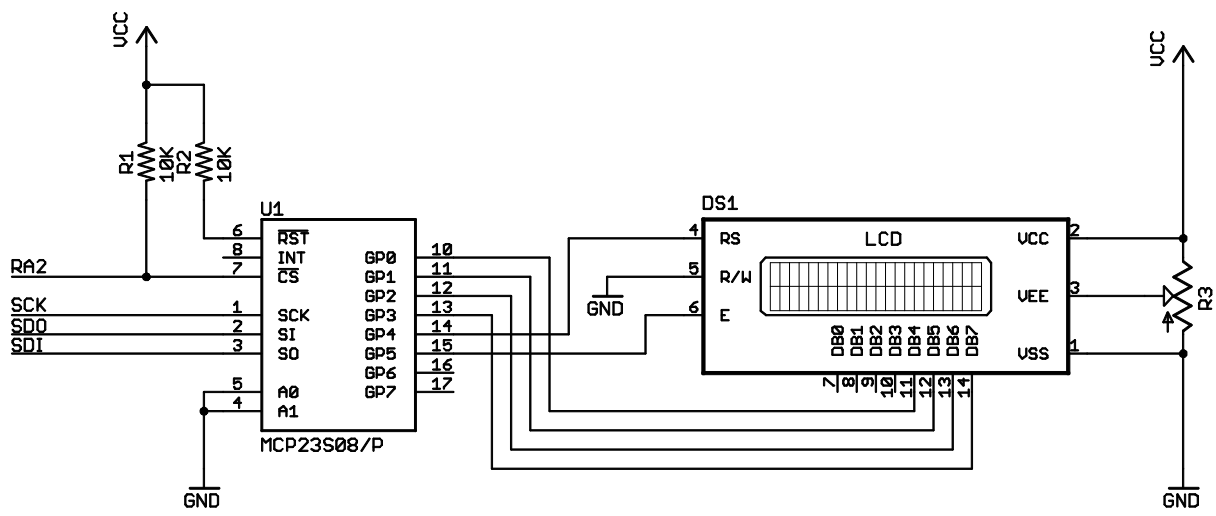 VCC
VCC
R1
10K
R2
10K
U1
DS1
6
RST
8
INT
7
CS
RA2
SCK
1
SCK
SDO
2
SI
SDI
3
SO
5
A0
4
A1
GP0
10
GP1
11
GP2
12
GP3
13
GP4
14
GP5
15
GP6
16
GP7
17
MCP23S08/P
GND
4
RS
LCD
VCC
2
5
R/W
GND
6
E
VEE
3
R3
VSS
1
DB0
DB1
DB2
DB3
DB4
DB5
DB6
DB7
7
8
9
10
11
12
13
14
GND